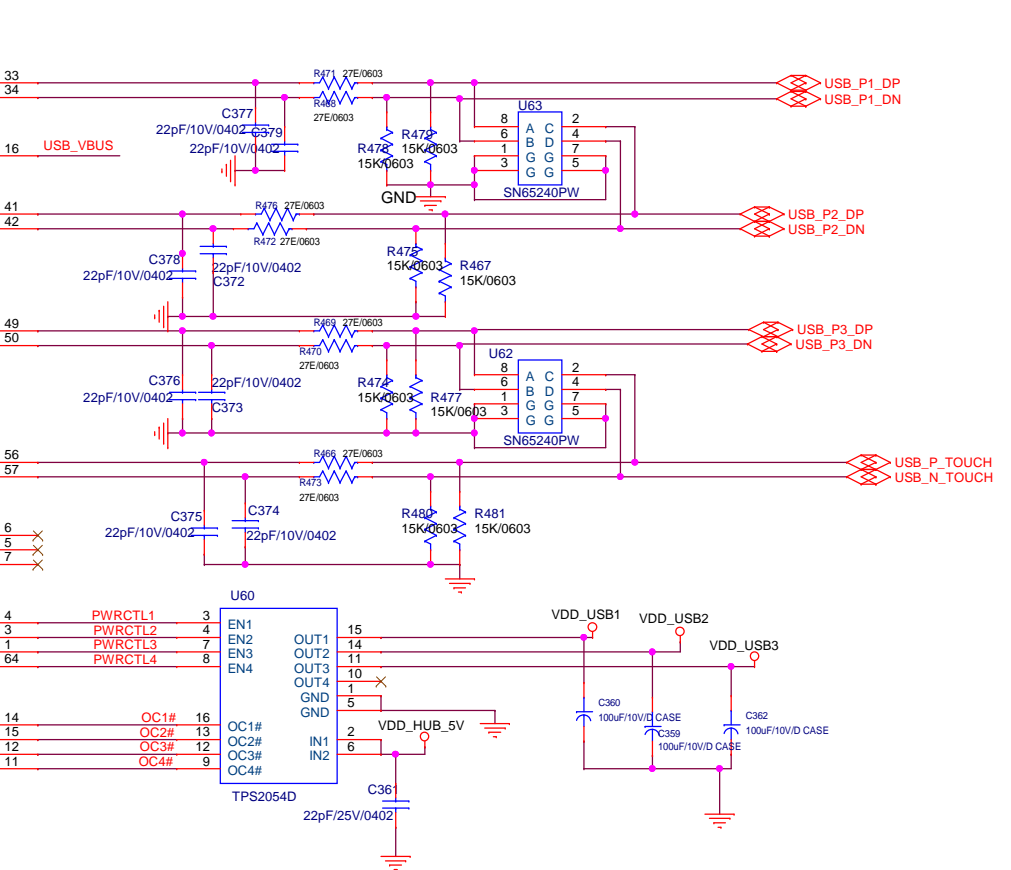 33
34
R471 27E/0603
R468
27E/0603
USB_P1_DP
USB_P1_DN
C377
22pF/10V/0402
C379
22pF/10V/0402
R479
15K/0603
R478
15K/0603
U63
8 A C 2
6 B D 4
1 G G 7
3 G G 5
SN65240PW
16
USB_VBUS
GND
41
42
R476 27E/0603
R472 27E/0603
USB_P2_DP
USB_P2_DN
C378
22pF/10V/0402
22pF/10V/0402
C372
R475
15K/0603
R467
15K/0603
49
50
R469 27E/0603
R470
27E/0603
USB_P3_DP
USB_P3_DN
C376
22pF/10V/0402
22pF/10V/0402
C373
R474
15K/0603
R477
15K/0603
U62
8 A C 2
6 B D 4
1 G G 7
3 G G 5
SN65240PW
56
57
R466 27E/0603
R473
27E/0603
USB_P_TOUCH
USB_N_TOUCH
C375
22pF/10V/0402
C374
22pF/10V/0402
R480
15K/0603
R481
15K/0603
6
5
7
U60
4 PWRCTL1 3 EN1
3 PWRCTL2 4 EN2
1 PWRCTL3 7 EN3
64 PWRCTL4 8 EN4
OUT1 15
OUT2 14
OUT3 11
OUT4 10
GND 1
GND 5
IN1 2
IN2 6
14 OC1# 16 OC1#
15 OC2# 13 OC2#
12 OC3# 12 OC3#
11 OC4# 9 OC4#
TPS2054D
VDD_HUB_5V
C361
22pF/25V/0402
VDD_USB1
VDD_USB2
VDD_USB3
C360
100uF/10V/D CASE
C359
100uF/10V/D CASE
C362
100uF/10V/D CASE